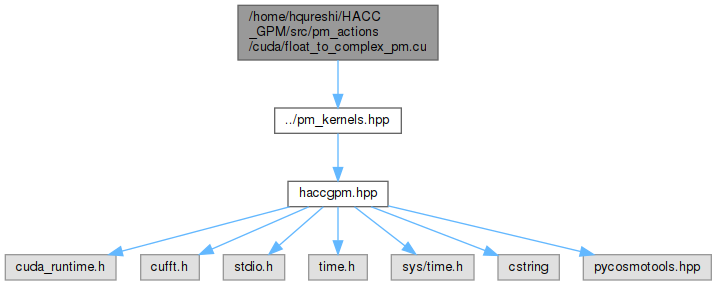 /home/hqureshi/HACC
_GPM/src/pm_actions
/cuda/float_to_complex_pm.cu
../pm_kernels.hpp
haccgpm.hpp
cuda_runtime.h
cufft.h
stdio.h
time.h
sys/time.h
cstring
pycosmotools.hpp